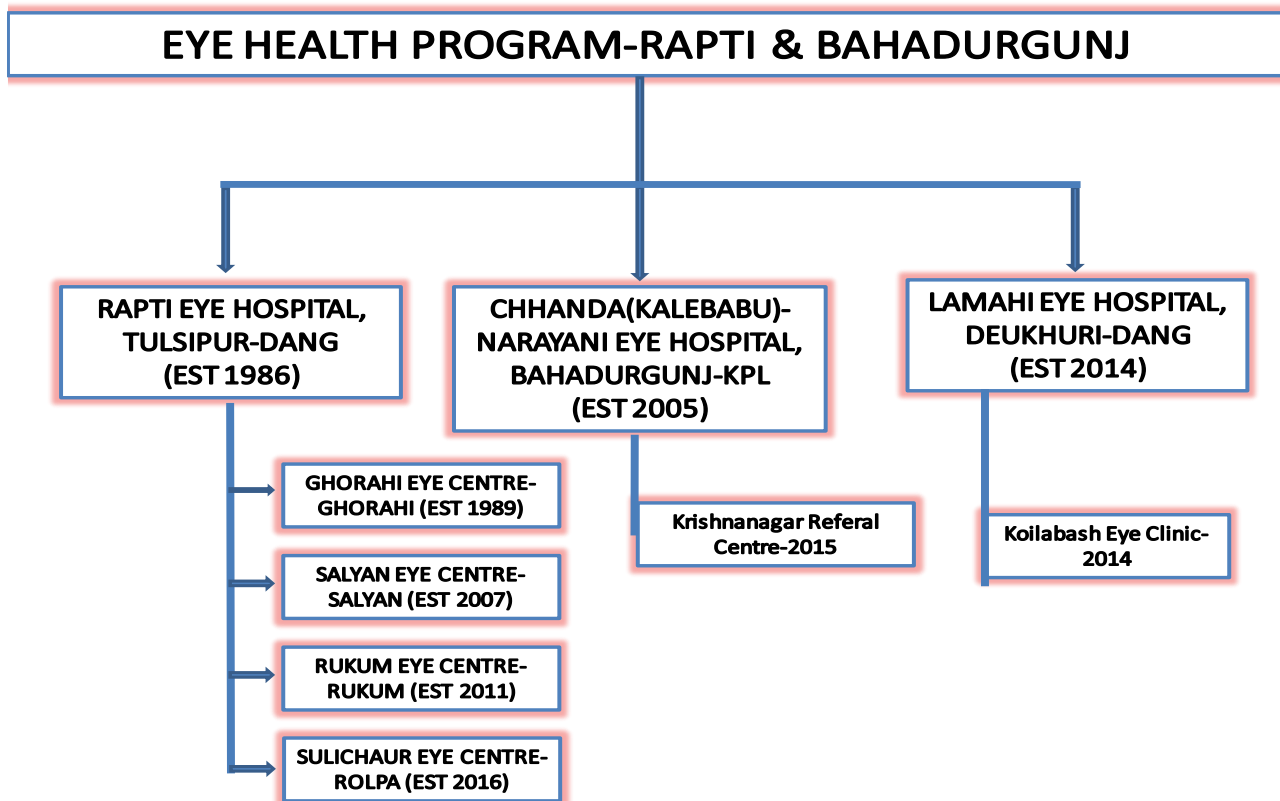 EYE HEALTH PROGRAM-RAPTI & BAHADURGUNJ
RAPTI EYE HOSPITAL,
TULSIPUR-DANG
(EST 1986)
CHHANDA(KALEBABU)-
NARAYANI EYE HOSPITAL,
BAHADURGUNJ-KPL
(EST 2005)
LAMAHI EYE HOSPITAL,
DEUKHURI-DANG
(EST 2014)
GHORAHI EYE CENTRE-
GHORAHI (EST 1989)
SALYAN EYE CENTRE-
SALYAN (EST 2007)
RUKUM EYE CENTRE-
RUKUM (EST 2011)
SULICHAUR EYE CENTRE-
ROLPA (EST 2016)
Krishnanagar Referal
Centre-2015
Koilabash Eye Clinic-
2014